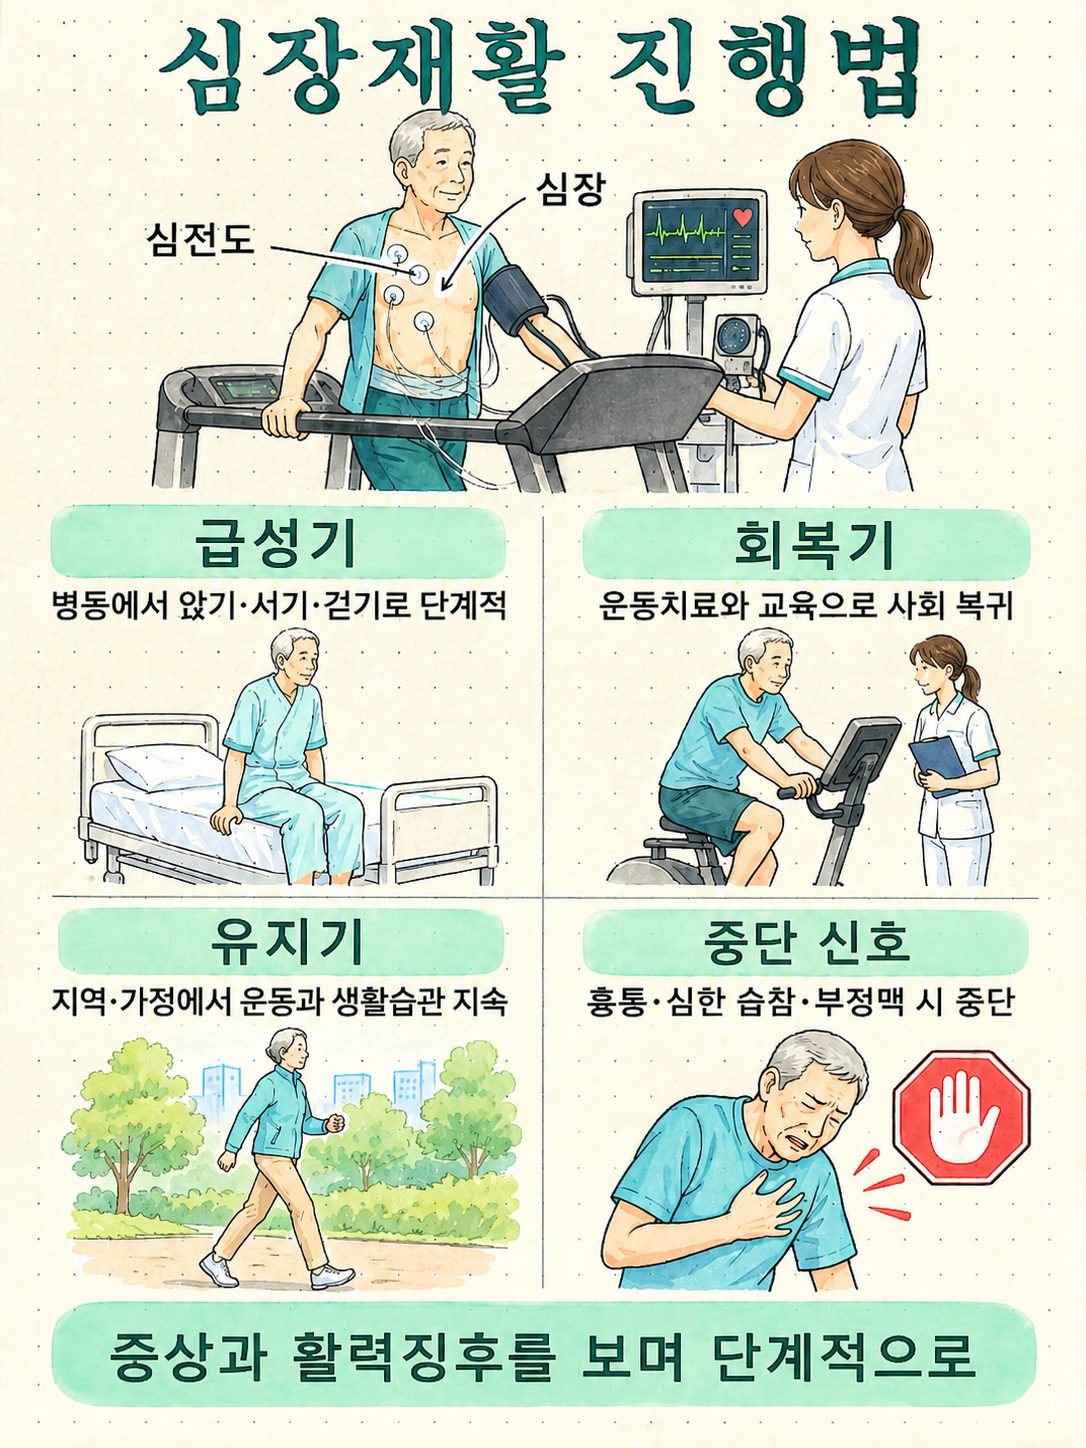 심장재활 진행법
심장
심전도
급성기
병동에서 앉기·서기·걷기로 단계적
회복기
운동치료와 교육으로 사회 복귀
유지기
지역·가정에서 운동과 생활습관 지속
중단 신호
흉통·심한 숨참·부정맥 시 중단
증상과 활력징후를 보며 단계적으로